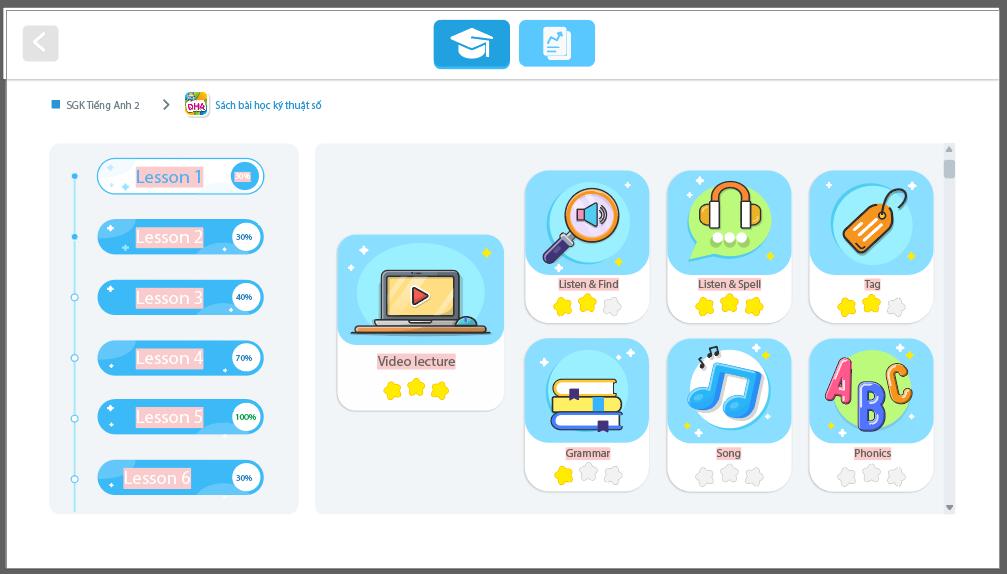 SGK Tiếng Anh 2
DHA
Sách bài học kỹ thuật số
Lesson 1
30%
Lesson 2
30%
Lesson 3
40%
Lesson 4
70%
Lesson 5
100%
Lesson 6
30%
Video lecture
Listen & Find
Listen & Spell
Tag
Grammar
Song
ABC
Phonics